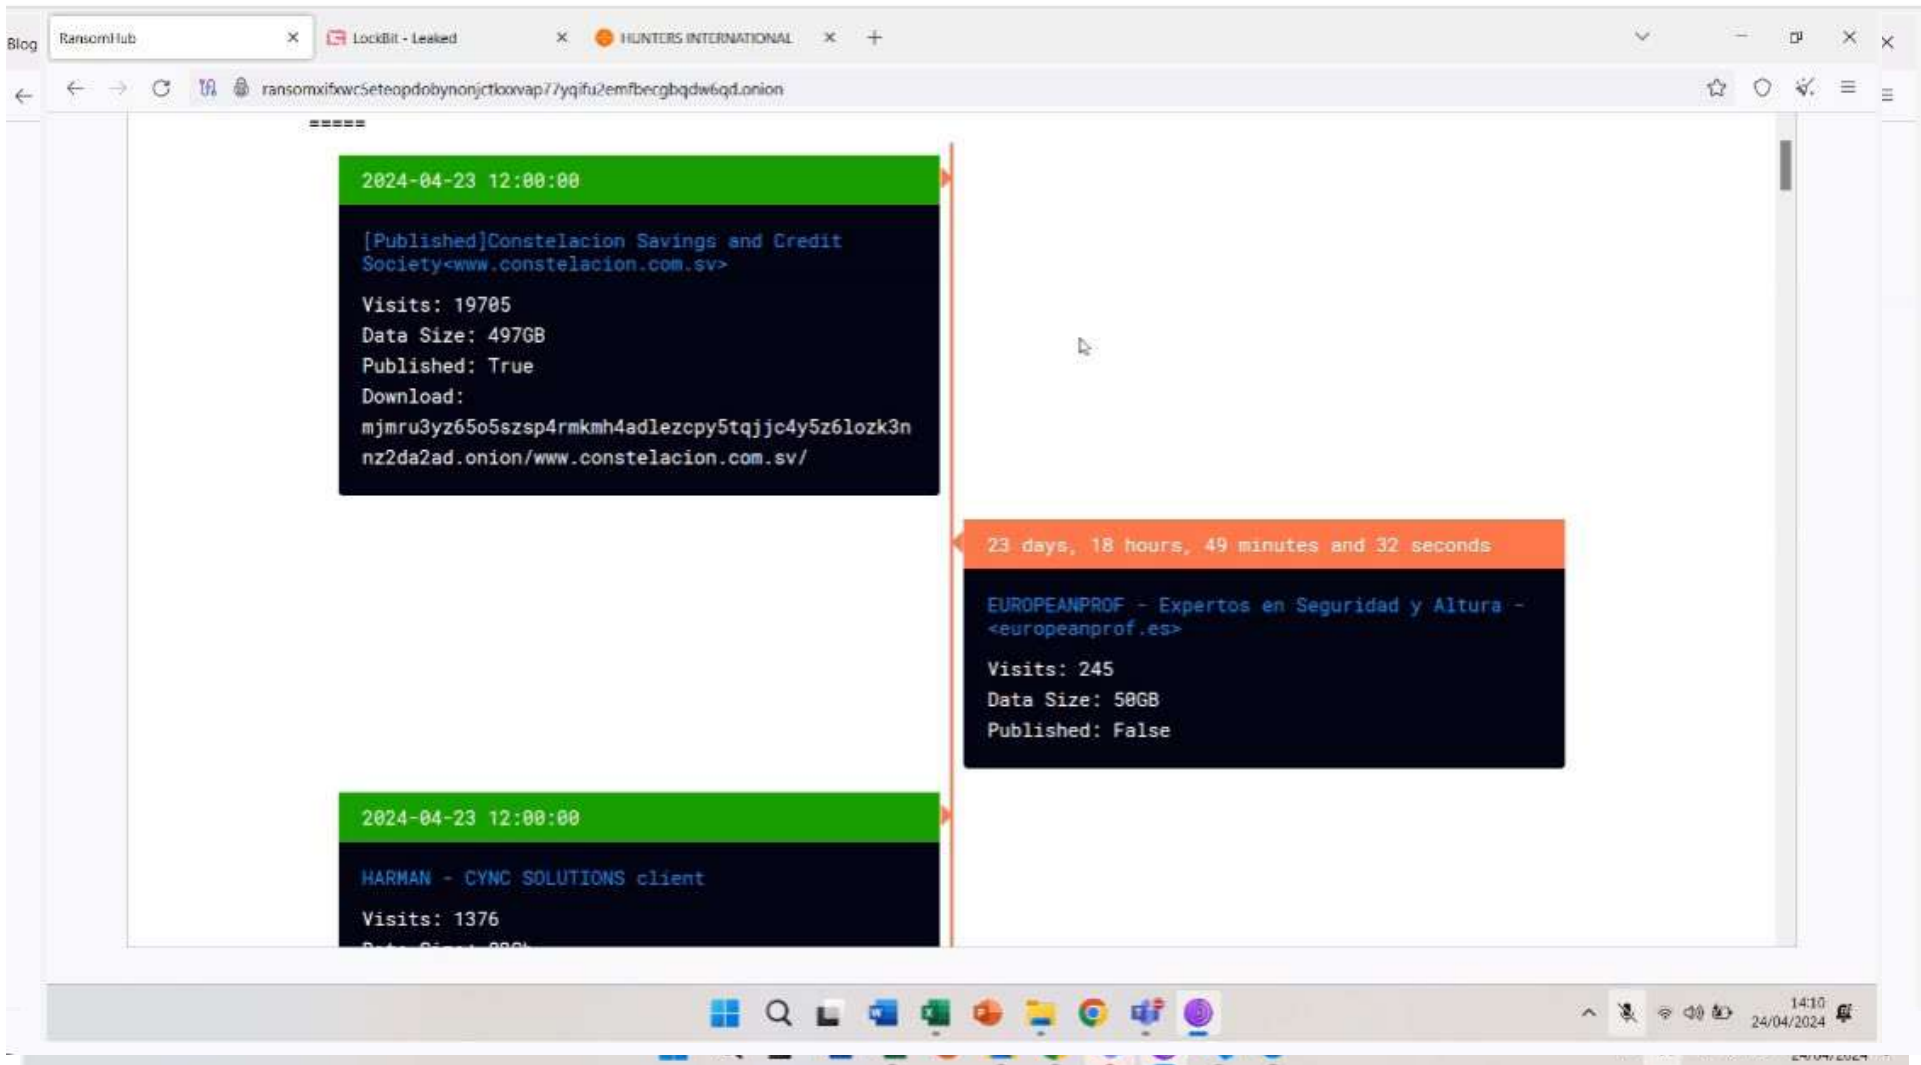 Blog
RansomHub
LockBit - Leaked
HUNTERS INTERNATIONAL
=====
2024-04-23 12:00:00
[Published]Constelacion Savings and Credit
Society<www.constelacion.com.sv>
Visits: 19705
Data Size: 497GB
Published: True
Download:
mjmru3yz65o5szsp4rmkmh4adlezcpy5tqjjc4y5z6lozk3n
nz2da2ad.onion/www.constelacion.com.sv/
23 days, 18 hours, 49 minutes and 32 seconds
EUROPEANPROF - Expertos en Seguridad y Altura -
<europeanprof.es>
Visits: 245
Data Size: 50GB
Published: False
2024-04-23 12:00:00
HARMAN - CYNC SOLUTIONS client
Visits: 1376
14:10
24/04/2024